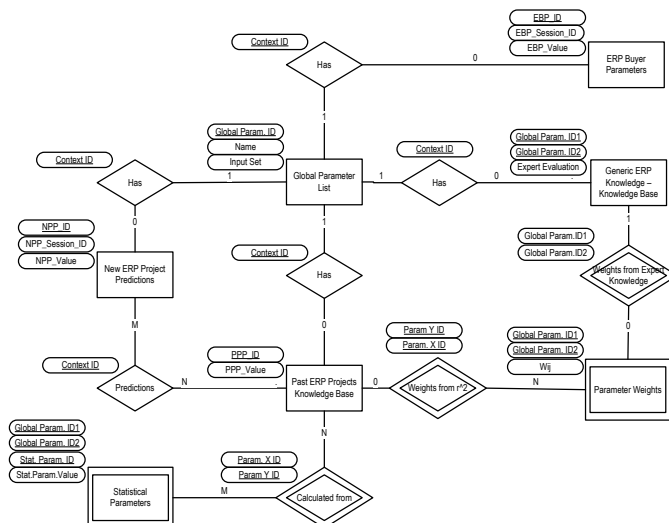 EBP_ID
EBP_Session_ID
EBP_Value
Context ID
Has
0
ERP Buyer
Parameters
1
Global Param. ID
Name
Input Set
Context ID
Has
1
Global Parameter
List
1
Context ID
Has
0
Global Param. ID1
Global Param. ID2
Expert Evaluation
Generic ERP
Knowledge –
Knowledge Base
0
1
1
NPP_ID
NPP_Session_ID
NPP_Value
New ERP Project
Predictions
Context ID
Has
Global Param.ID1
Global Param.ID2
Weights from Expert
Knowledge
M
0
0
Context ID
Predictions
N
PPP_ID
PPP_Value
Past ERP Projects
Knowledge Base
0
Param Y ID
Param. X ID
Weights from r^2
N
Global Param. ID1
Global Param. ID2
Wij
Parameter Weights
N
Global Param. ID1
Global Param. ID2
Stat. Param. ID
Stat.Param.Value
Statistical
Parameters
M
Param. X ID
Param Y ID
Calculated from